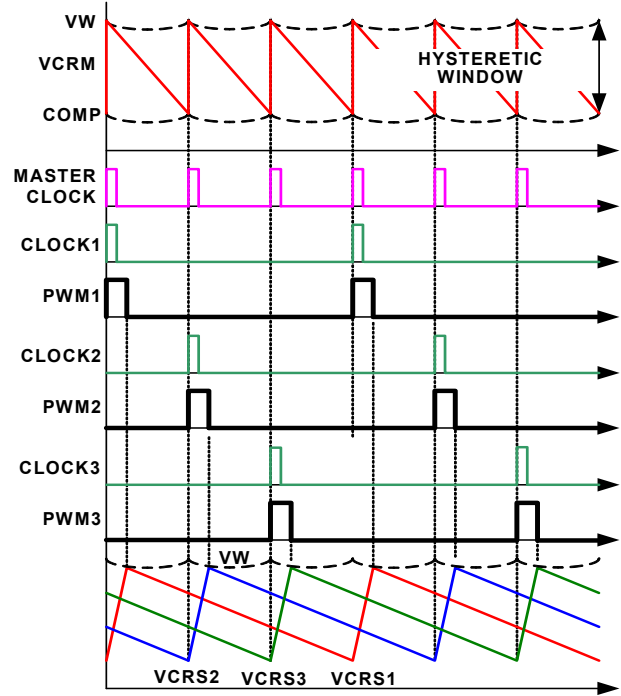 VW
VCRM
HYSTERETIC
WINDOW
COMP
MASTER
CLOCK
CLOCK1
PWM1
CLOCK2
PWM2
CLOCK3
PWM3
VW
VCRS2 VCRS3 VCRS1